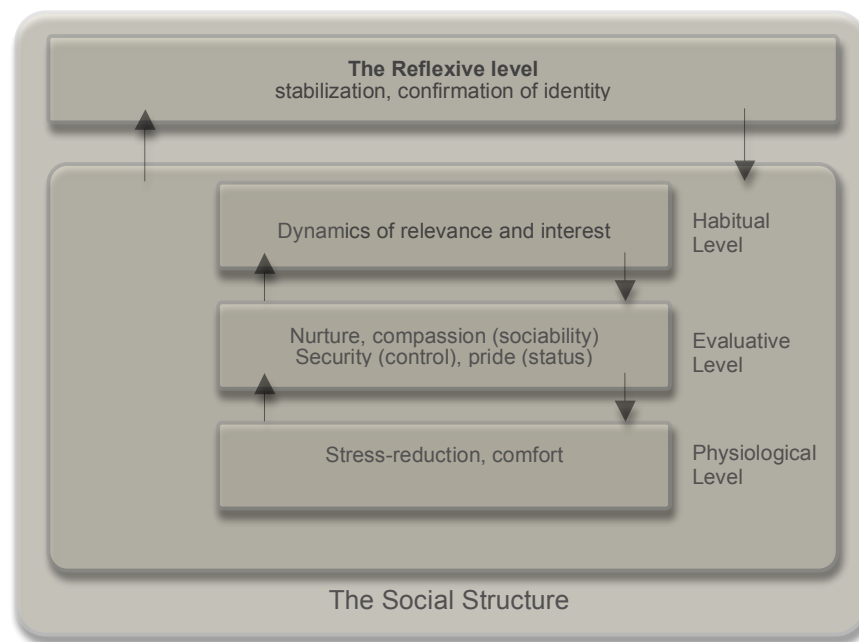 The Reflexive level
stabilization, confirmation of identity
Dynamics of relevance and interest
Habitual
Level
Nurture, compassion (sociability)
Security (control), pride (status)
Evaluative
Level
Stress-reduction, comfort
Physiological
Level
The Social Structure